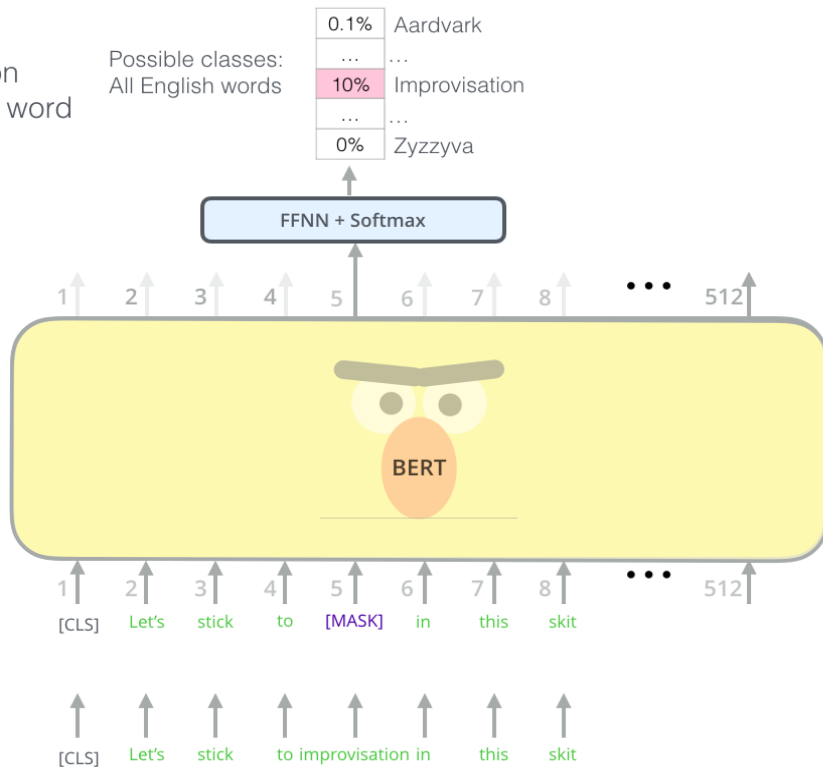 0.1% Aardvark
Possible classes: ... ...
on
All English words 10% Improvisation
word
... ...
0% Zyzzyva
FFNN + Softmax
1 2 3 4 5 6 7 8 ••• 512
BERT
1 2 3 4 5 6 7 8 ••• 512
[CLS] Let's stick to [MASK] in this skit
[CLS] Let's stick to improvisation in this skit